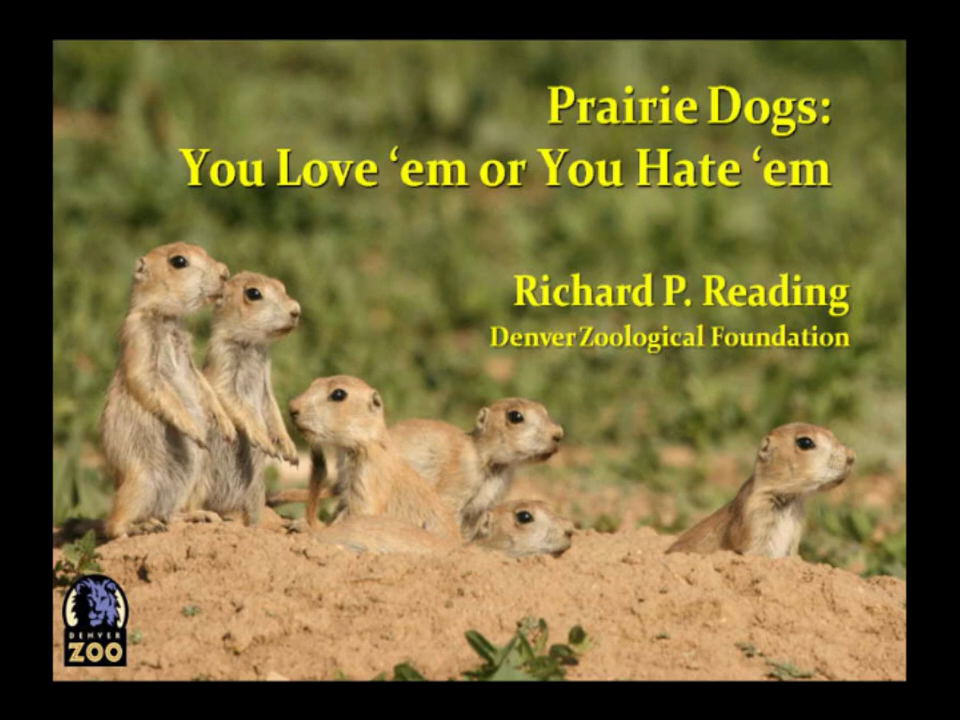 Prairie Dogs:
You Love ‘em or You Hate ‘em
Richard P. Reading
Denver Zoological Foundation
DENVER
ZOO